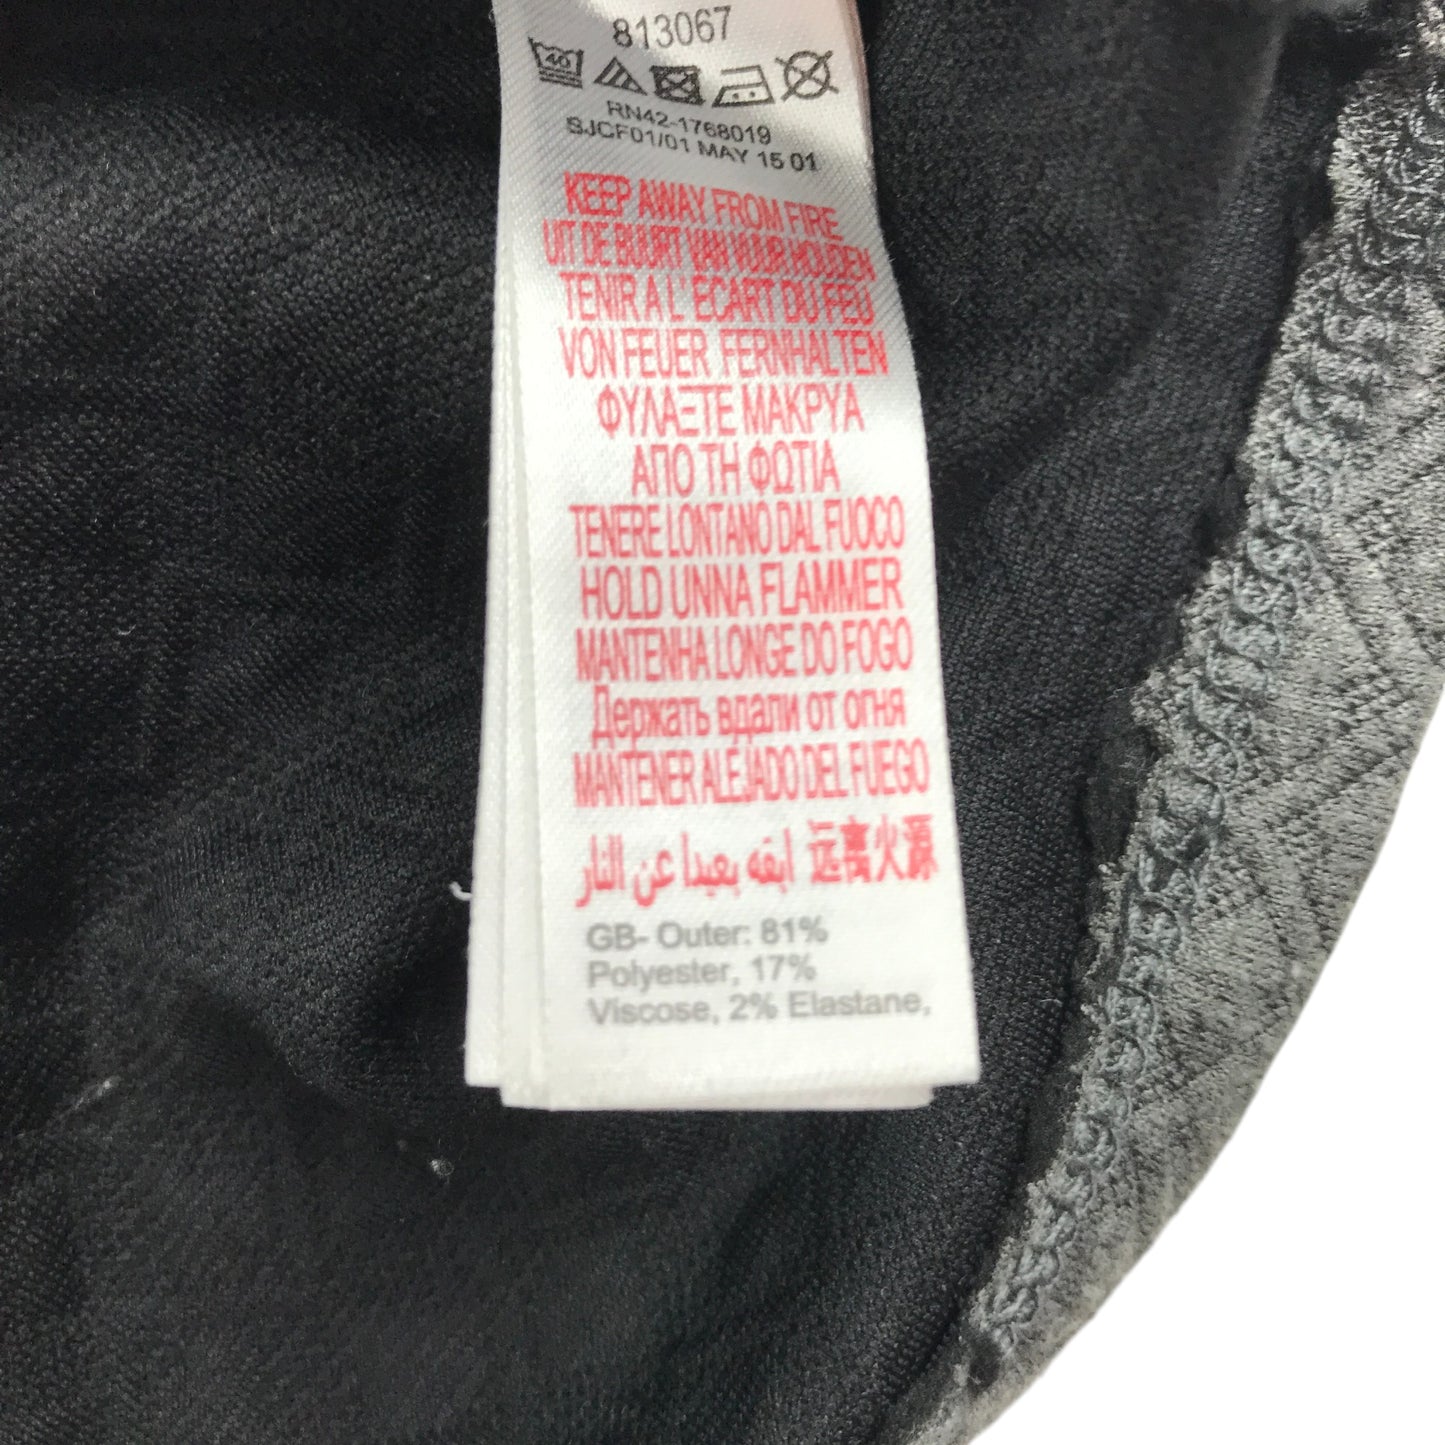 813067
40
RN42-1768019
SJCF01/01 MAY 15 01
KEEP AWAY FROM FIRE
UIT DE BUURT VAN VUUR HOUDEN
TENIR A L' ECART DU FEU
VON FEUER FERNHALTEN
ΦΥΛΑΞΤΕ ΜΑΚΡΥΑ
ΑΠΟ ΤΗ ΦΩΤΙΑ
TENERE LONTANO DAL FUOCO
HOLD UNNA FLAMMER
MANTENHA LONGE DO FOGO
Держать вдали от огня
MANTENER ALEJADO DEL FUEGO
ابقه بعيدا عن النار 远离火源
GB- Outer: 81%
Polyester, 17%
Viscose, 2% Elastane,